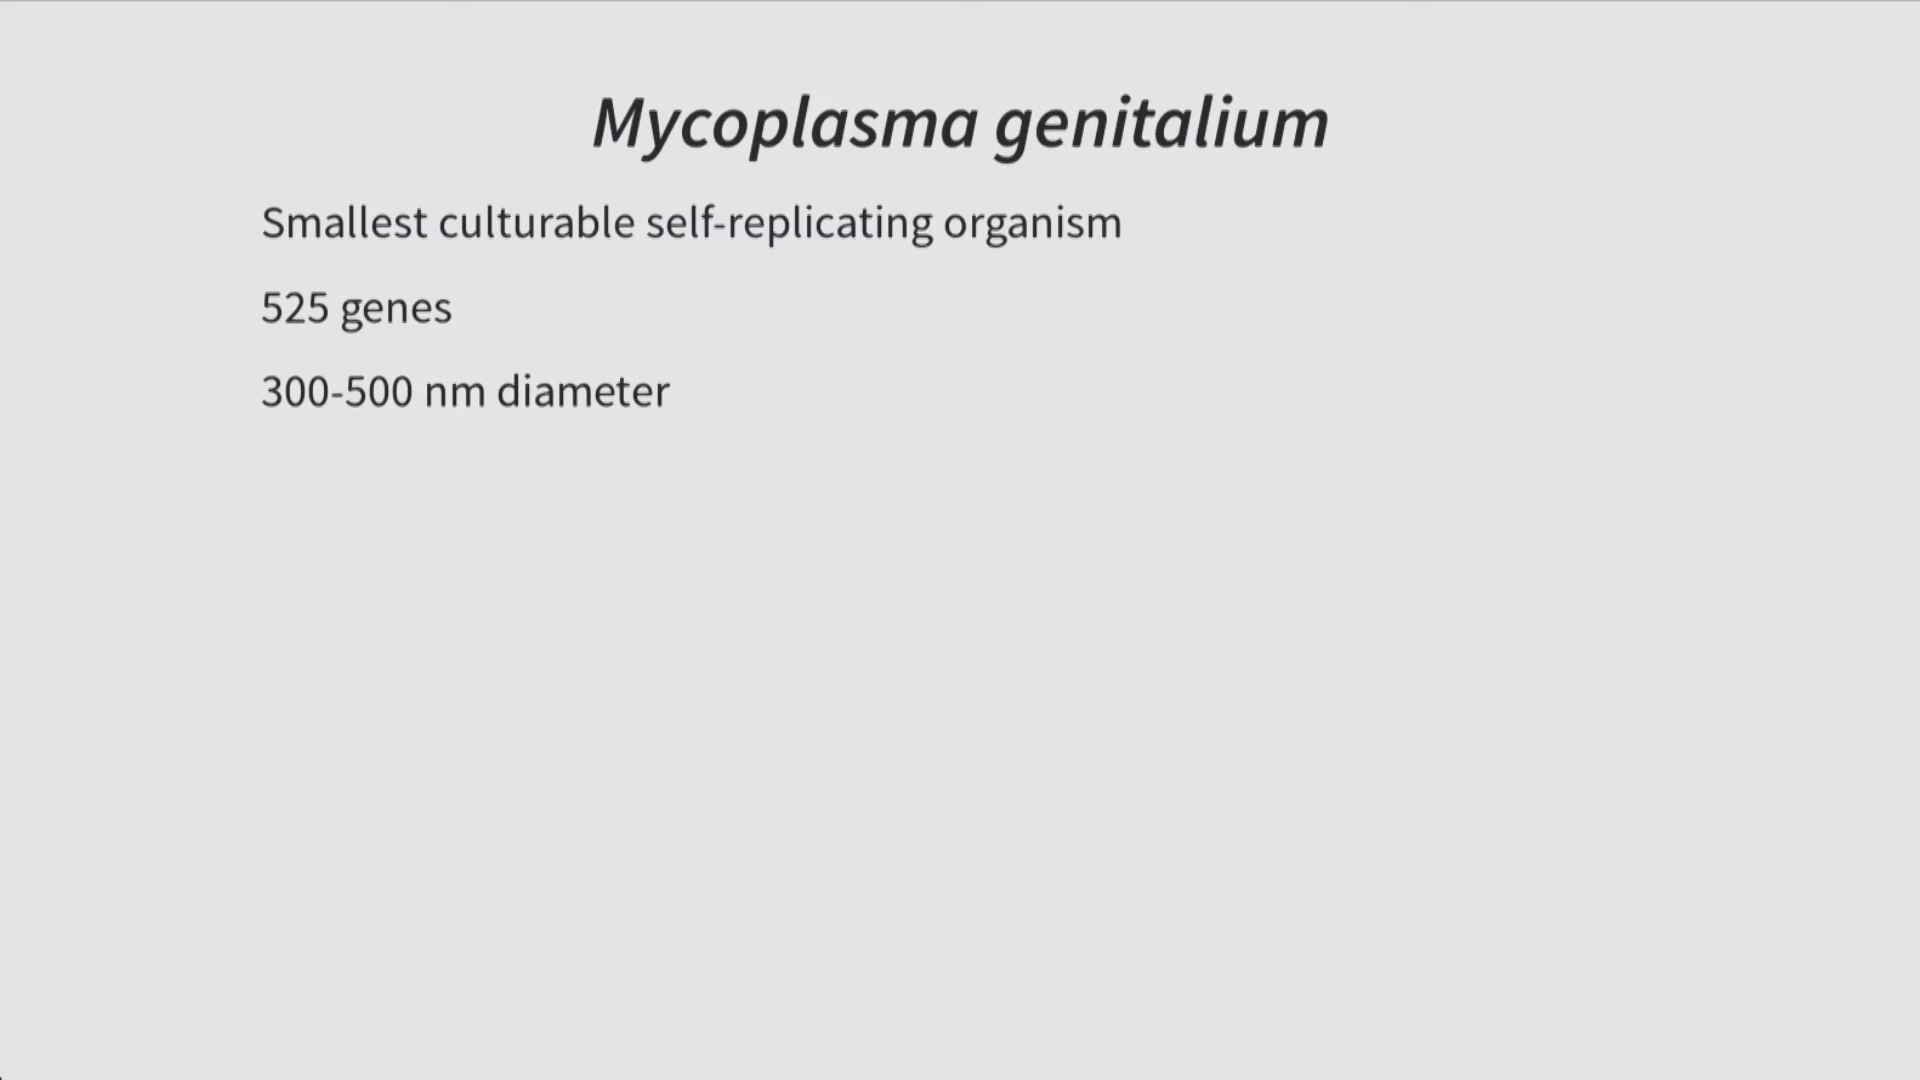 Mycoplasma genitalium
Smallest culturable self-replicating organism
525 genes
300-500 nm diameter